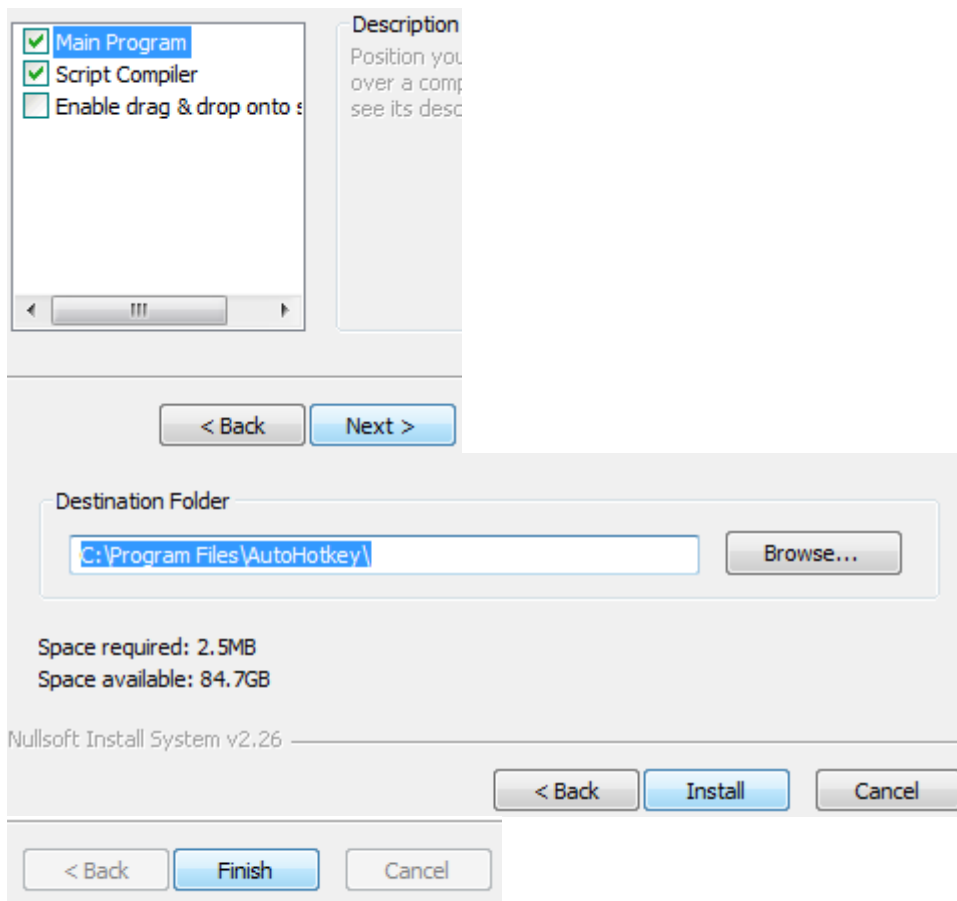 Main Program
Script Compiler
Enable drag & drop onto
Description
Position you
over a comp
see its desc
< Back
Next >
Destination Folder
C:\Program Files\AutoHotkey\
Browse...
Space required: 2.5MB
Space available: 84.7GB
Nullsoft Install System v2.26
< Back
Install
Cancel
< Back
Finish
Cancel